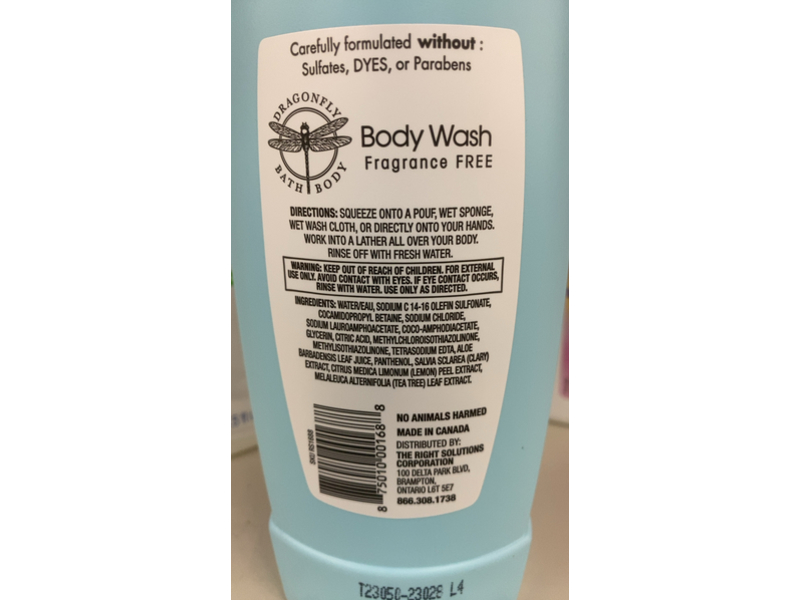 Carefully formulated without :
Sulfates, DYES, or Parabens
DRAGONFLY
BATH BODY
Body Wash
Fragrance FREE
DIRECTIONS: SQUEEZE ONTO A POUF, WET SPONGE,
WET WASH CLOTH, OR DIRECTLY ONTO YOUR HANDS.
WORK INTO A LATHER ALL OVER YOUR BODY.
RINSE OFF WITH FRESH WATER.
WARNING: KEEP OUT OF REACH OF CHILDREN. FOR EXTERNAL
USE ONLY. AVOID CONTACT WITH EYES. IF EYE CONTACT OCCURS,
RINSE WITH WATER. USE ONLY AS DIRECTED.
INGREDIENTS: WATER/EAU, SODIUM C 14-16 OLEFIN SULFONATE,
COCAMIDOPROPYL BETAINE, SODIUM CHLORIDE,
SODIUM LAUROAMPHOACETATE, COCO-AMPHODIACETATE,
GLYCERIN, CITRIC ACID, METHYLCHLOROISOTHIAZOLINONE,
METHYLISOTHIAZOLINONE, TETRASODIUM EDTA, ALOE
BARBADENSIS LEAF JUICE, PANTHENOL, SALVIA SCLAREA (CLARY)
EXTRACT, CITRUS MEDICA LIMONUM (LEMON) PEEL EXTRACT,
MELALEUCA ALTERNIFOLIA (TEA TREE) LEAF EXTRACT.
8 75010 00168 8
NO ANIMALS HARMED
MADE IN CANADA
DISTRIBUTED BY:
THE RIGHT SOLUTIONS
CORPORATION
100 DELTA PARK BLVD,
BRAMPTON,
ONTARIO L6T 5E7
866.308.1738
T23050-23028 L4